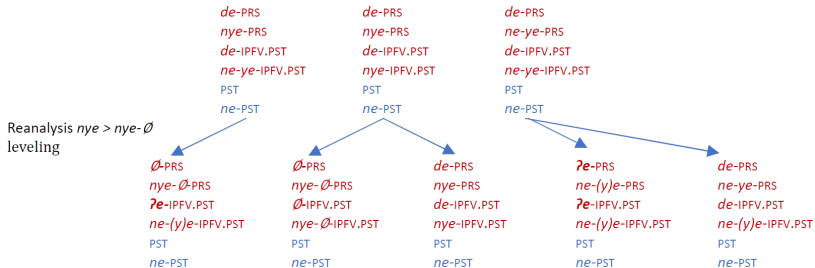 de-PRS de-PRS de-PRS
nye-PRS nye-PRS ne-ye-PRS
de-IPFV.PST de-IPFV.PST de-IPFV.PST
ne-ye-IPFV.PST nye-IPFV.PST ne-ye-IPFV.PST
PST PST PST
ne-PST ne-PST ne-PST
Reanalysis nye > nye-Ø
leveling
Ø-PRS Ø-PRS de-PRS ʔe-PRS de-PRS
nye-Ø-PRS nye-Ø-PRS nye-PRS ne-(y)e-PRS ne-ye-PRS
ʔe-IPFV.PST Ø-IPFV.PST de-IPFV.PST ʔe-IPFV.PST de-IPFV.PST
ne-(y)e-IPFV.PST nye-Ø-IPFV.PST nye-IPFV.PST ne-(y)e-IPFV.PST ne-(y)e-IPFV.PST
PST PST PST PST PST
ne-PST ne-PST ne-PST ne-PST ne-PST